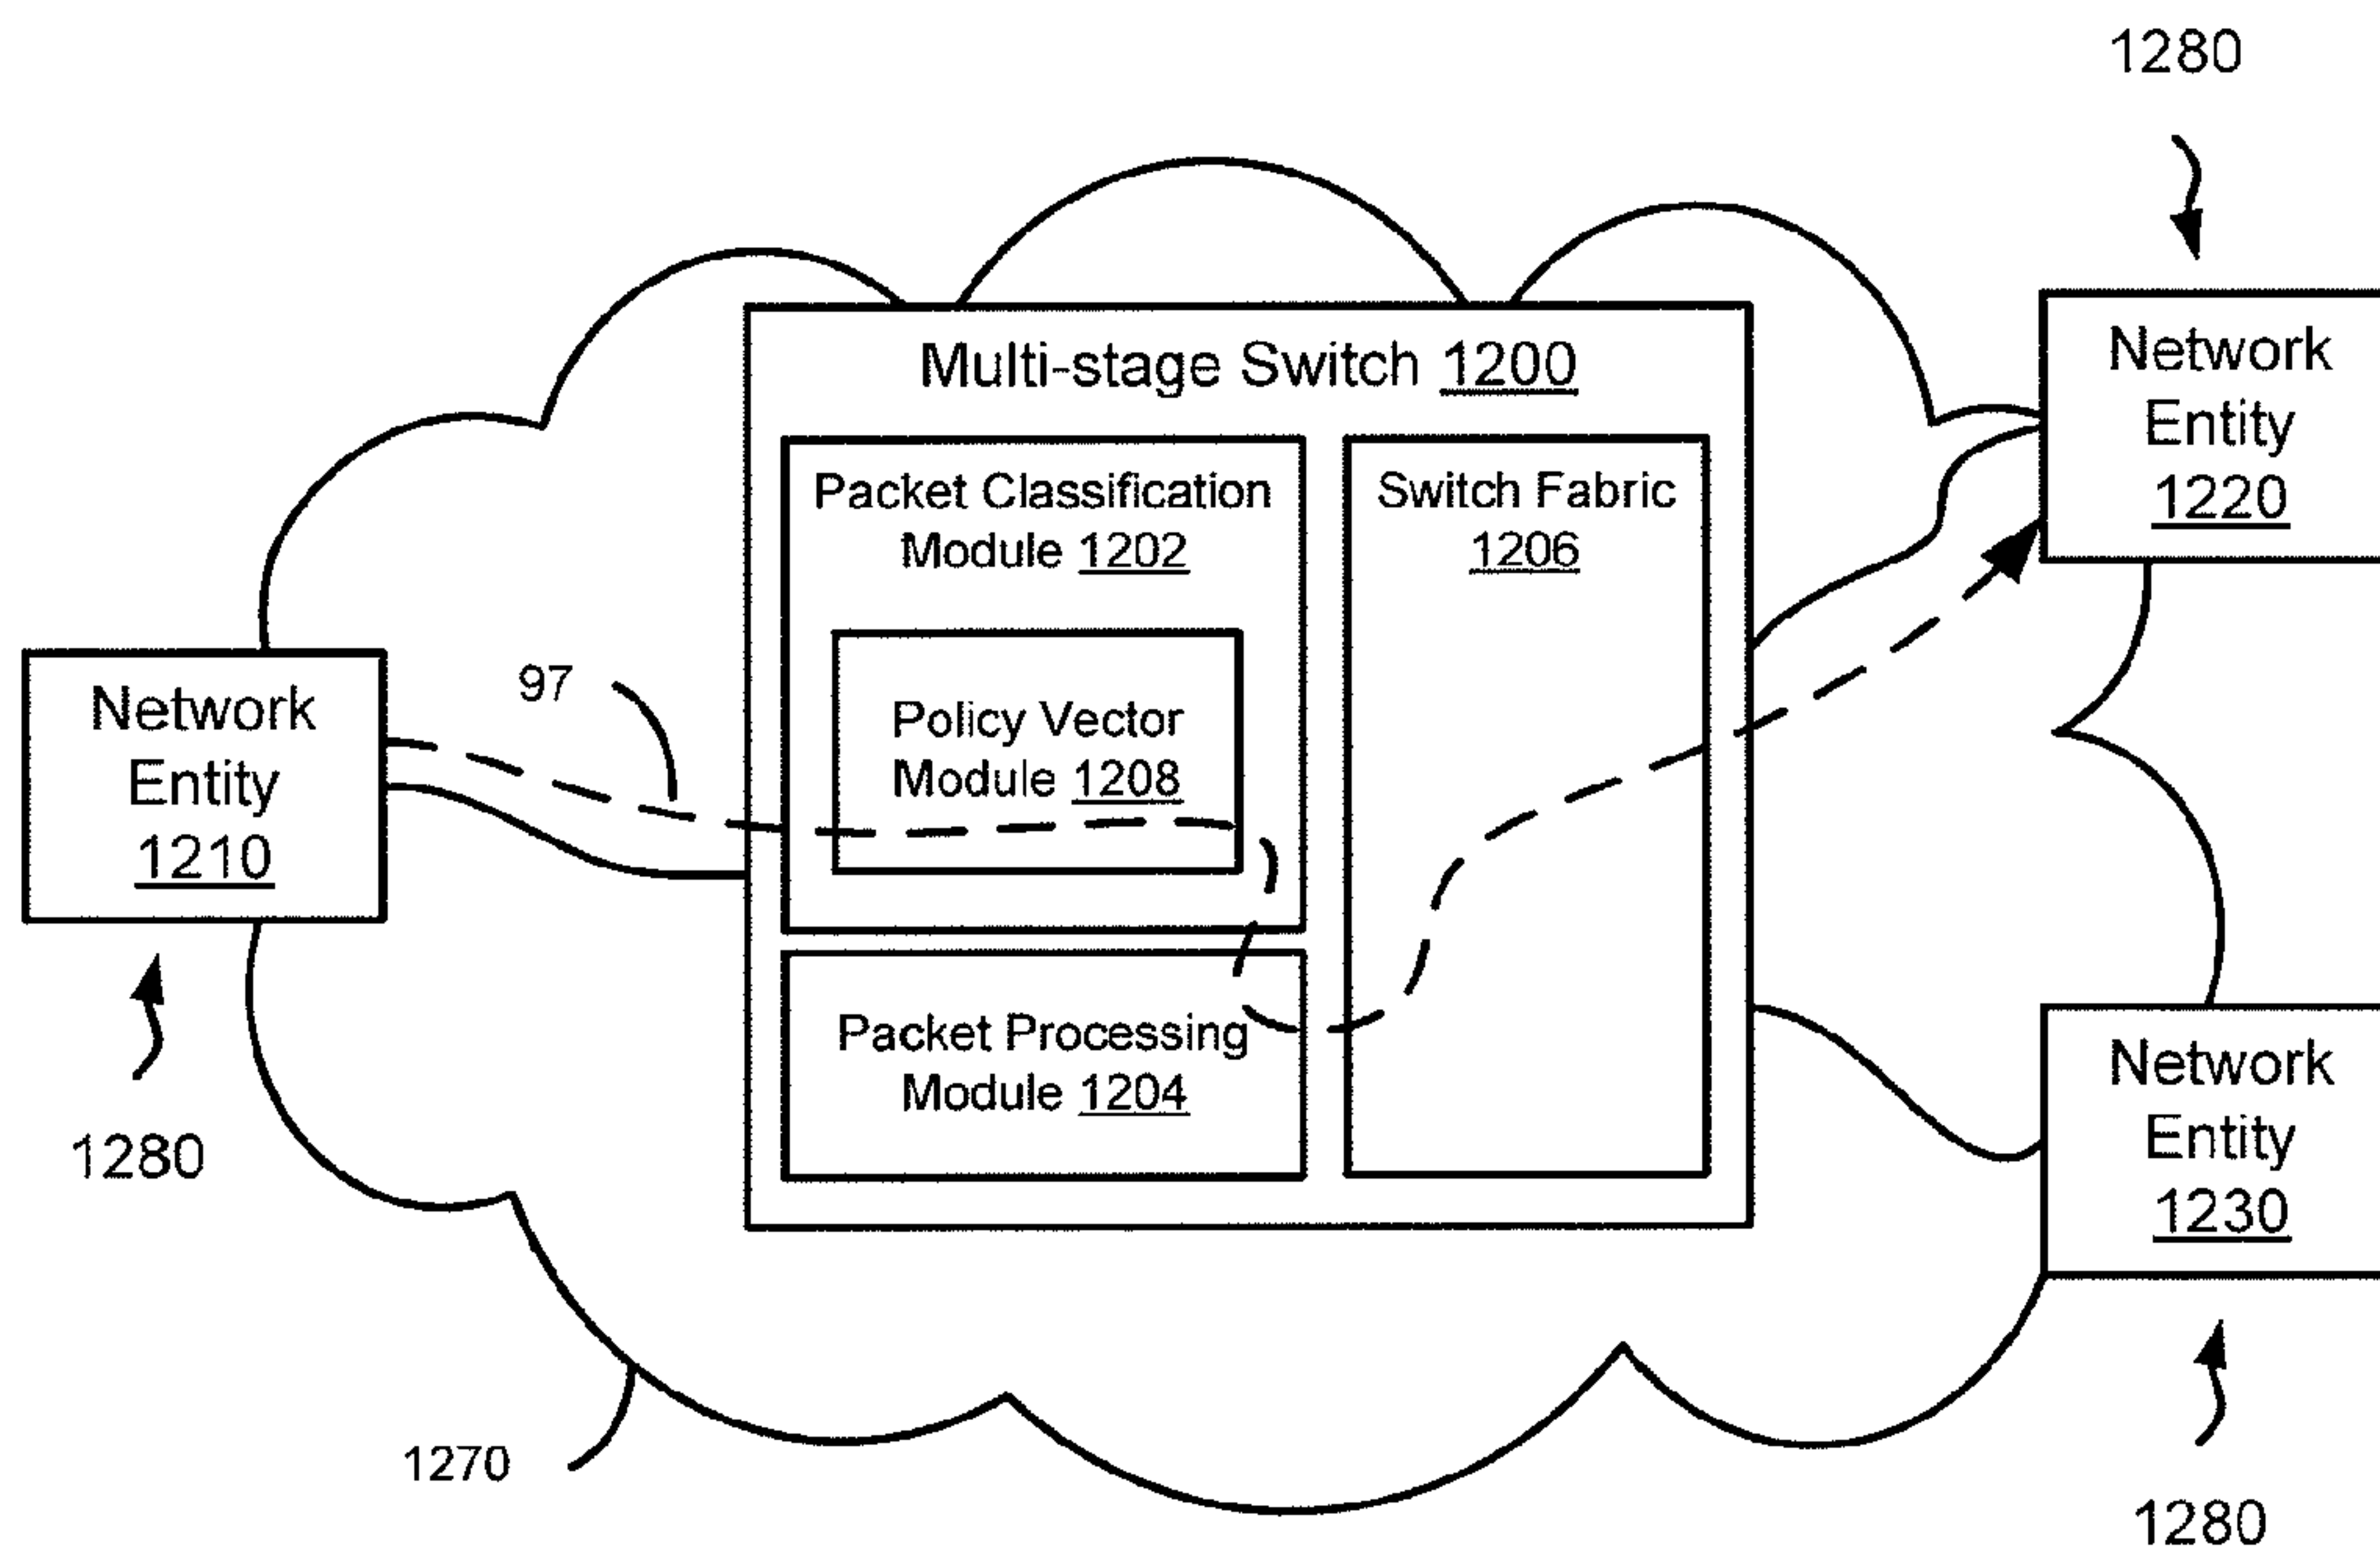 1280
Multi-stage Switch 1200
Network
Entity
1220
Packet Classification
Module 1202
Switch Fabric
1206
97
Policy Vector
Module 1208
Network
Entity
1210
Packet Processing
Module 1204
Network
Entity
1230
1280
1270
1280